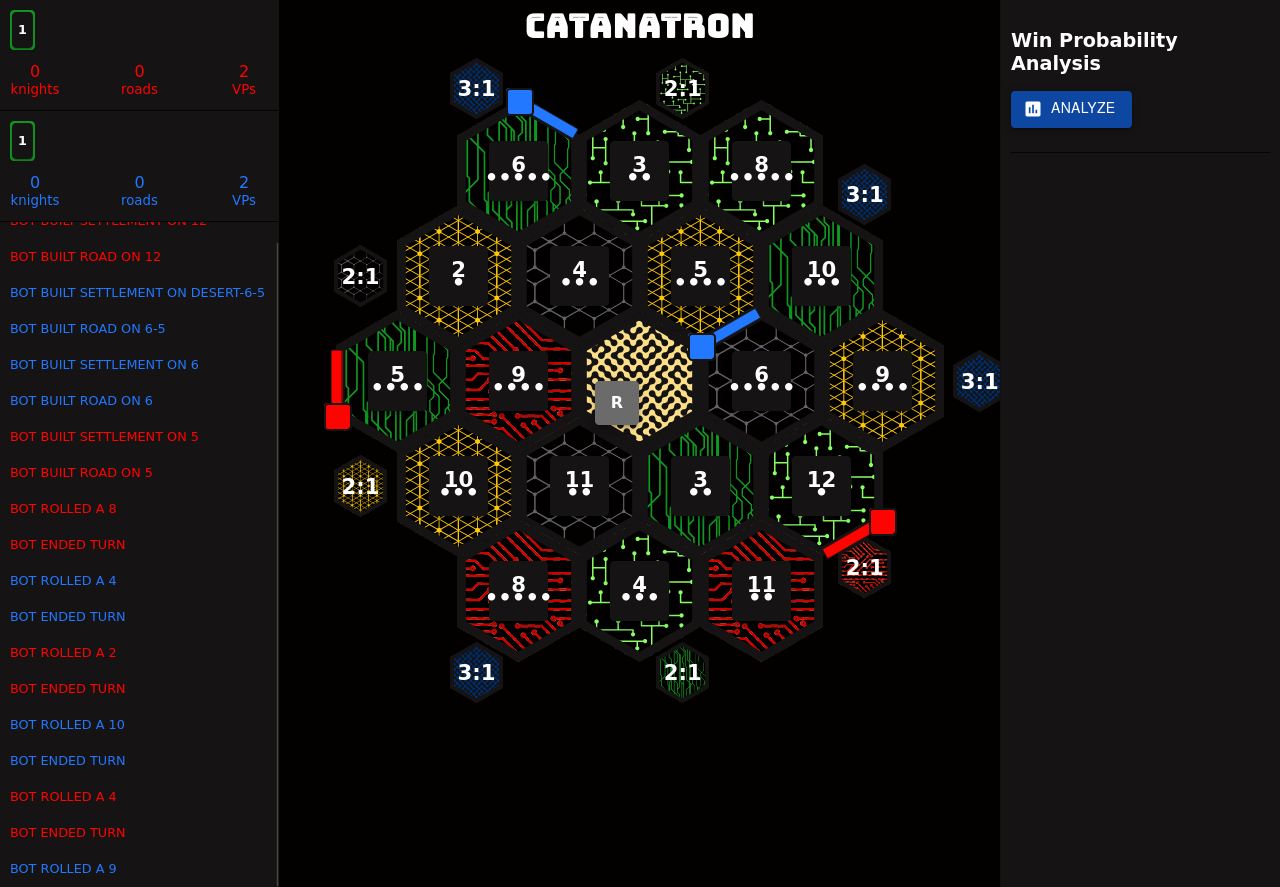 CATANATRON
1
0 0 2
knights roads VPs
1
0 0 2
knights roads VPs
BOT BUILT SETTLEMENT ON 12
BOT BUILT ROAD ON 12
BOT BUILT SETTLEMENT ON DESERT-6-5
BOT BUILT ROAD ON 6-5
BOT BUILT SETTLEMENT ON 6
BOT BUILT ROAD ON 6
BOT BUILT SETTLEMENT ON 5
BOT BUILT ROAD ON 5
BOT ROLLED A 8
BOT ENDED TURN
BOT ROLLED A 4
BOT ENDED TURN
BOT ROLLED A 2
BOT ENDED TURN
BOT ROLLED A 10
BOT ENDED TURN
BOT ROLLED A 4
BOT ENDED TURN
BOT ROLLED A 9
3:1 2:1
6 3 8
3:1
2:1 2 4 5 10
5 9 6 9 3:1
R
2:1 10 11 3 12
2:1
8 4 11
3:1 2:1
Win Probability
Analysis
ANALYZE